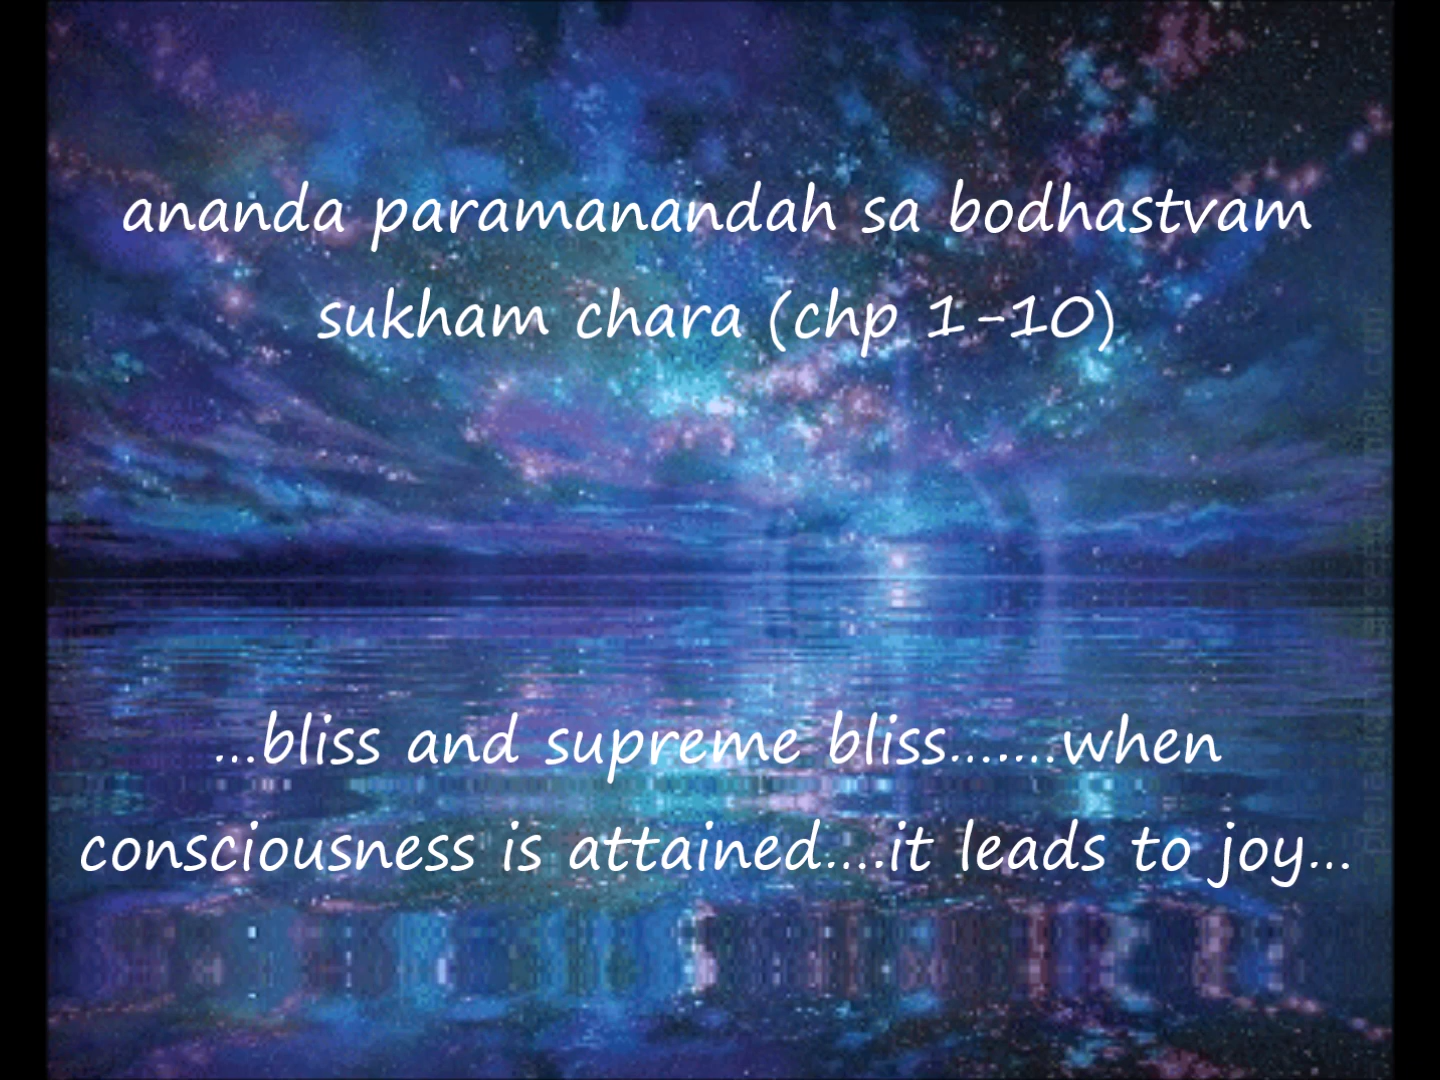 ananda paramanandah sa bodhastvam
sukham chara (chp 1-10)
...bliss and supreme bliss.......when
consciousness is attained....it leads to joy...